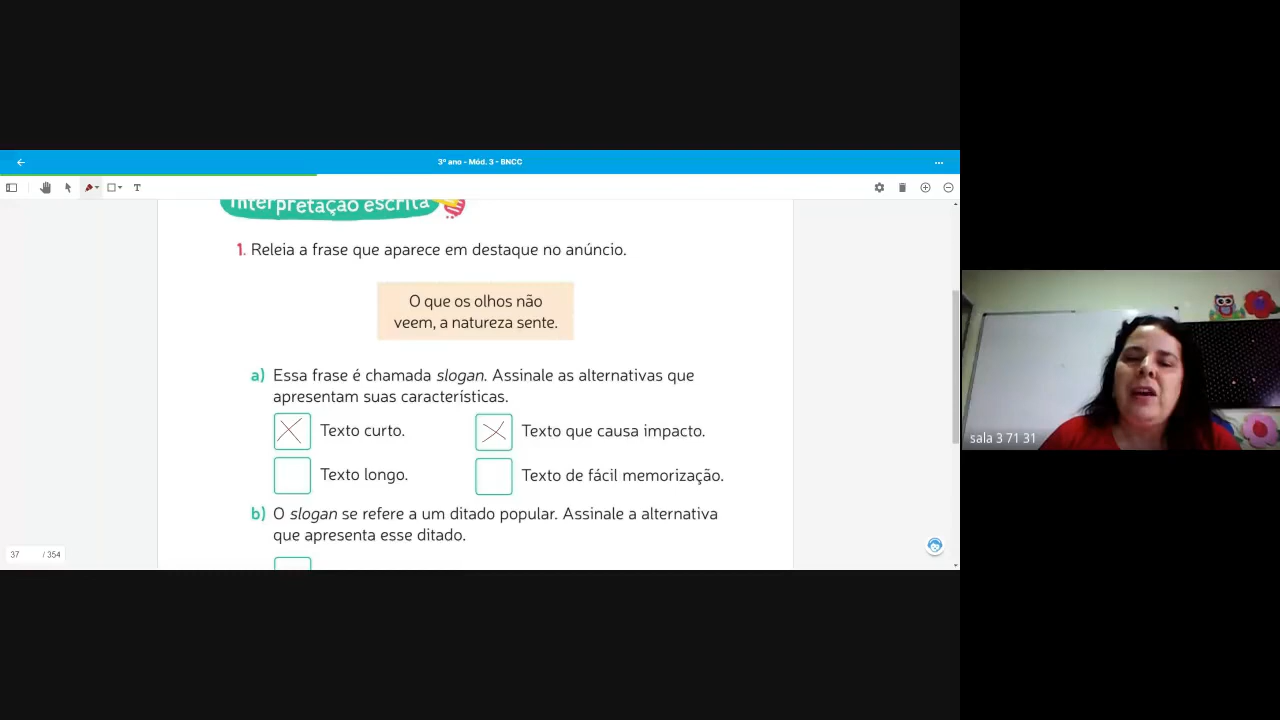 3º ano - Mód. 3 - BNCC
T
Interpretação escrita
1. Releia a frase que aparece em destaque no anúncio.
O que os olhos não
veem, a natureza sente.
a) Essa frase é chamada slogan. Assinale as alternativas que
apresentam suas características.
Texto curto.
Texto que causa impacto.
Texto longo.
Texto de fácil memorização.
b) O slogan se refere a um ditado popular. Assinale a alternativa
que apresenta esse ditado.
37 / 354
sala 3 71 31